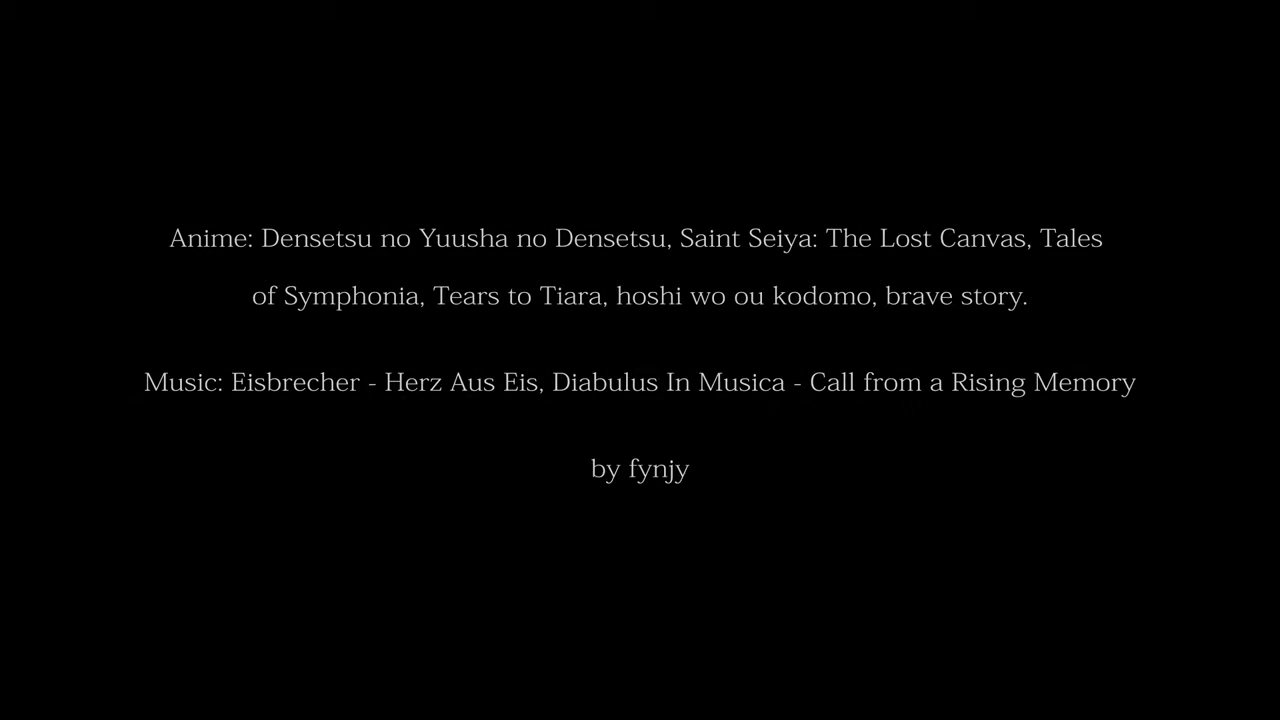 Anime: Densetsu no Yuusha no Densetsu, Saint Seiya: The Lost Canvas, Tales
of Symphonia, Tears to Tiara, hoshi wo ou kodomo, brave story.
Music: Eisbrecher - Herz Aus Eis, Diabulus In Musica - Call from a Rising Memory
by fynjy